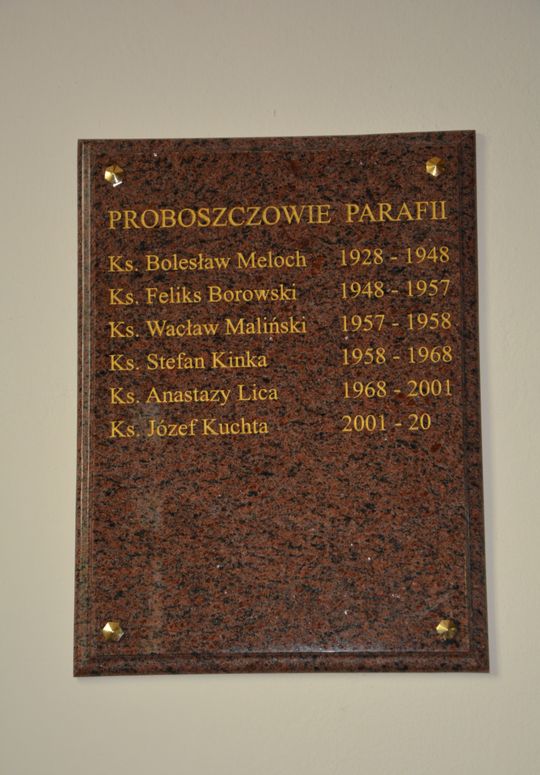 PROBOSZCZOWIE PARAFII
Ks. Bolesław Meloch 1928 - 1948
Ks. Feliks Borowski 1948 - 1957
Ks. Wacław Maliński 1957 - 1958
Ks. Stefan Kinka 1958 - 1968
Ks. Anastazy Lica 1968 - 2001
Ks. Józef Kuchta 2001 - 20